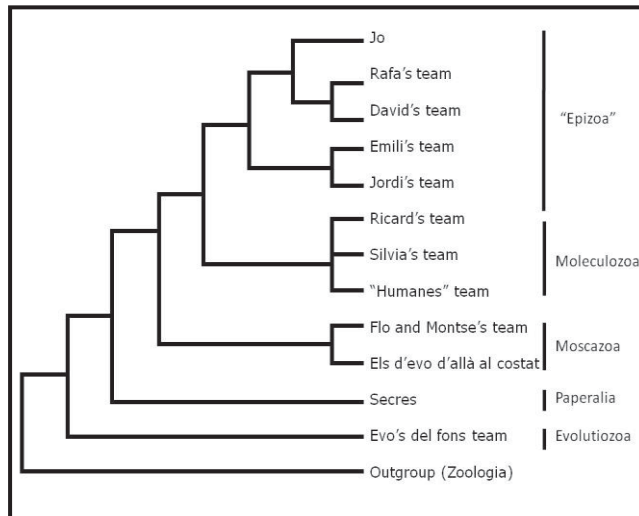 Jo
Rafa's team
David's team
"Epizoa"
Emili's team
Jordi's team
Ricard's team
Silvia's team
Moleculozoa
"Humanes" team
Flo and Montse's team
Moscazoa
Els d'evo d'allà al costat
Secres
Paperalia
Evo's del fons team
Evolutiozoa
Outgroup (Zoologia)